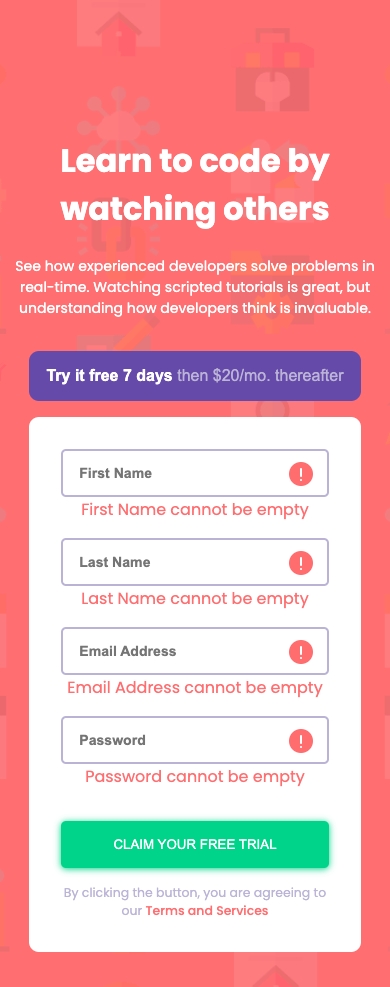 Learn to code by
watching others
See how experienced developers solve problems in
real-time. Watching scripted tutorials is great, but
understanding how developers think is invaluable.
Try it free 7 days then $20/mo. thereafter
First Name
First Name cannot be empty
Last Name
Last Name cannot be empty
Email Address
Email Address cannot be empty
Password
Password cannot be empty
CLAIM YOUR FREE TRIAL
By clicking the button, you are agreeing to
our Terms and Services